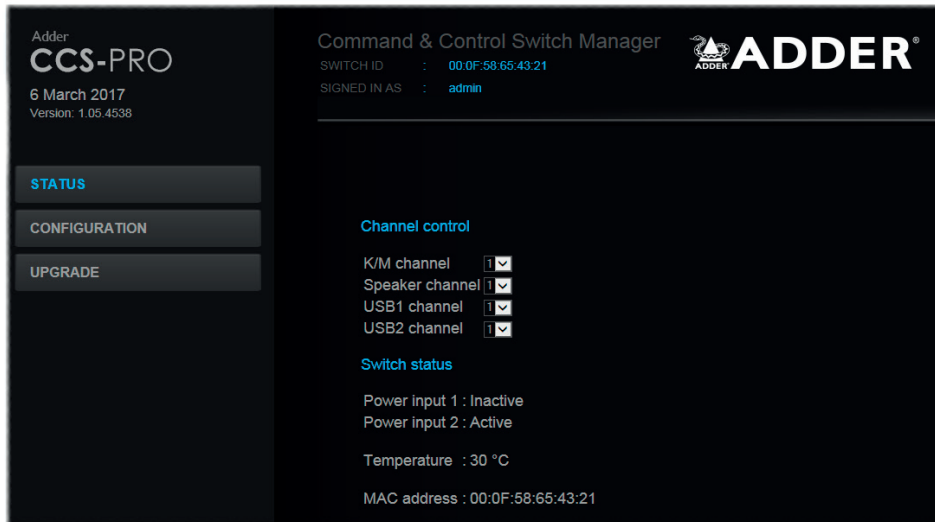 Adder
CCS-PRO
6 March 2017
Version: 1.05.4538
Command & Control Switch Manager
SWITCH ID : 00:0F:58:65:43:21
SIGNED IN AS : admin
ADDER
ADDER®
STATUS
CONFIGURATION
UPGRADE
Channel control
K/M channel 1
Speaker channel 1
USB1 channel 1
USB2 channel 1
Switch status
Power input 1 : Inactive
Power input 2 : Active
Temperature : 30 °C
MAC address : 00:0F:58:65:43:21